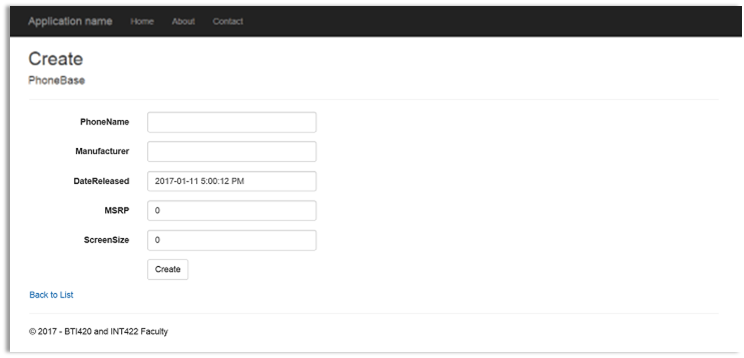 Application name Home About Contact
Create
PhoneBase
PhoneName
Manufacturer
DateReleased 2017-01-11 5:00:12 PM
MSRP 0
ScreenSize 0
Create
Back to List
© 2017 - BTI420 and INT422 Faculty